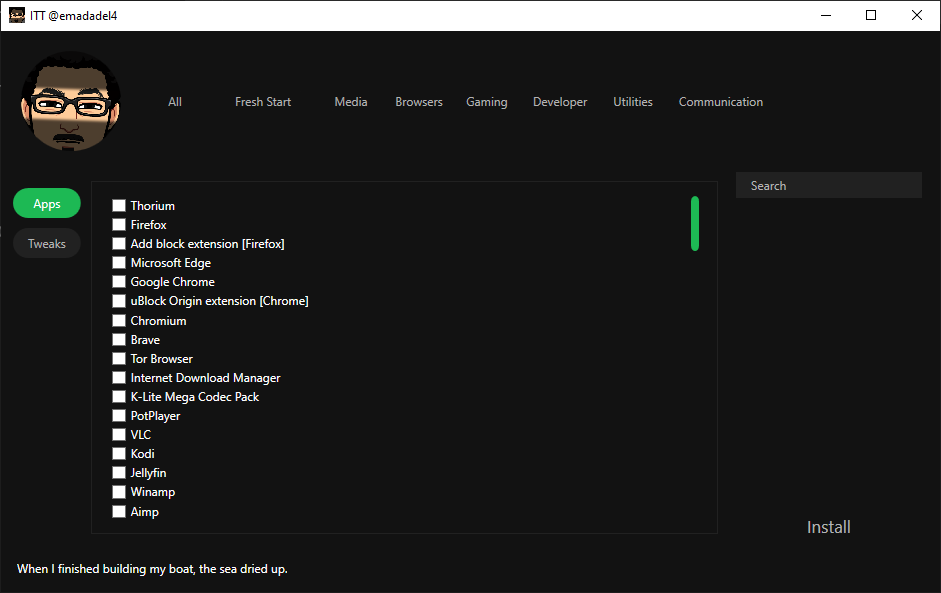 ITT @emadadel4
All Fresh Start Media Browsers Gaming Developer Utilities Communication
Search
Apps
Tweaks
Thorium
Firefox
Add block extension [Firefox]
Microsoft Edge
Google Chrome
uBlock Origin extension [Chrome]
Chromium
Brave
Tor Browser
Internet Download Manager
K-Lite Mega Codec Pack
PotPlayer
VLC
Kodi
Jellyfin
Winamp
Aimp
Install
When I finished building my boat, the sea dried up.